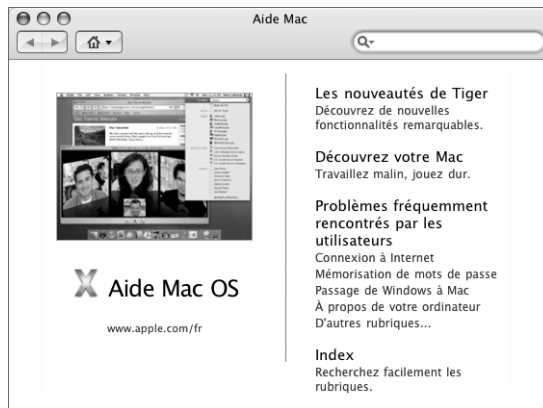 Aide Mac
Aide Mac OS
www.apple.com/fr
Les nouveautés de Tiger
Découvrez de nouvelles
fonctionnalités remarquables.
Découvrez votre Mac
Travaillez malin, jouez dur.
Problèmes fréquemment
rencontrés par les
utilisateurs
Connexion à Internet
Mémorisation de mots de passe
Passage de Windows à Mac
À propos de votre ordinateur
D'autres rubriques...
Index
Recherchez facilement les
rubriques.